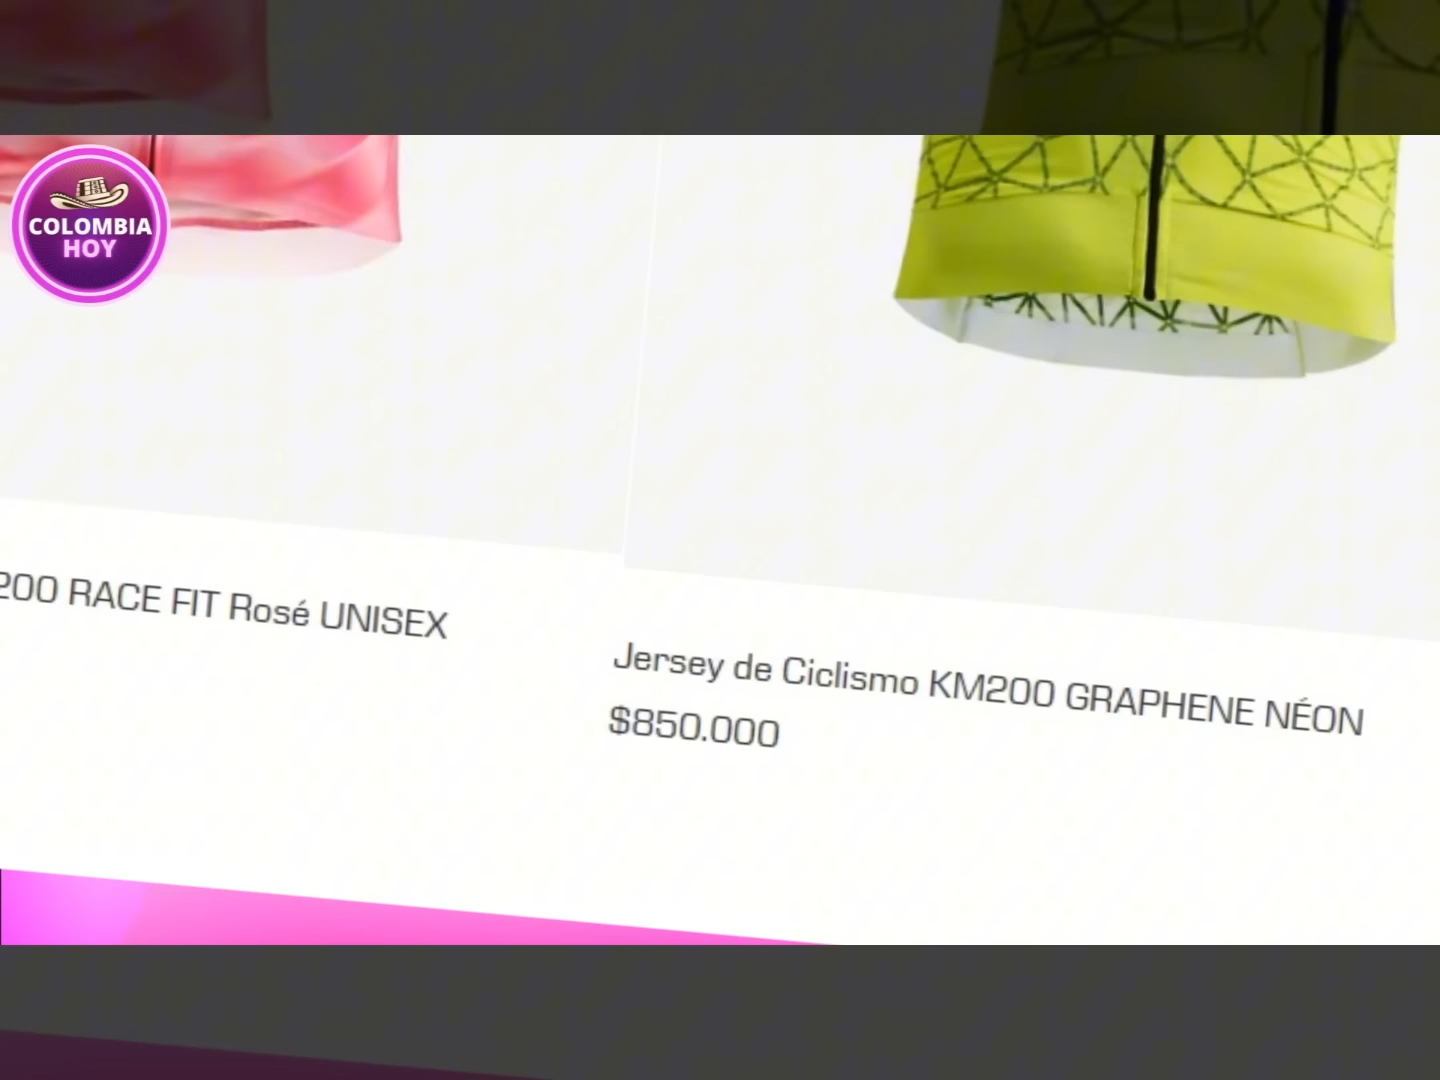 COLOMBIA
HOY
200 RACE FIT Rosé UNISEX
Jersey de Ciclismo KM200 GRAPHENE NÉON
$850.000